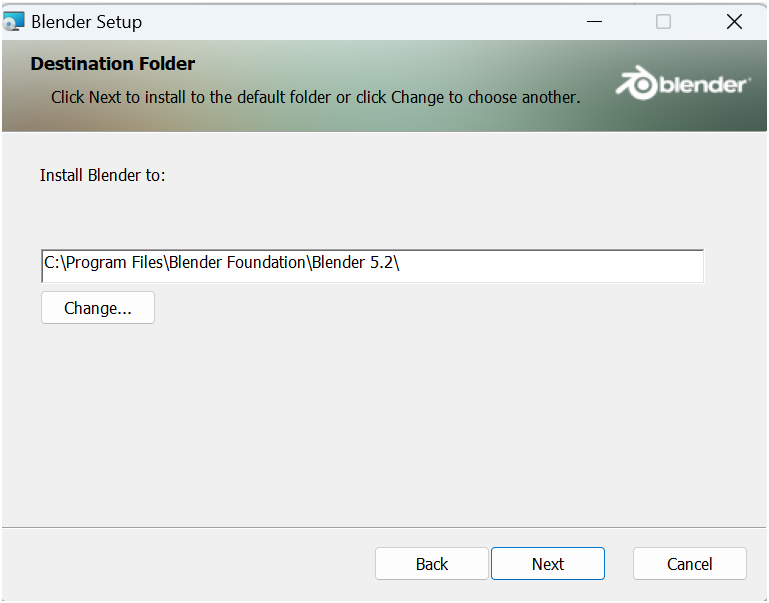 Blender Setup
Destination Folder
Click Next to install to the default folder or click Change to choose another.
blender
Install Blender to:
C:\Program Files\Blender Foundation\Blender 5.2\
Change...
Back
Next
Cancel